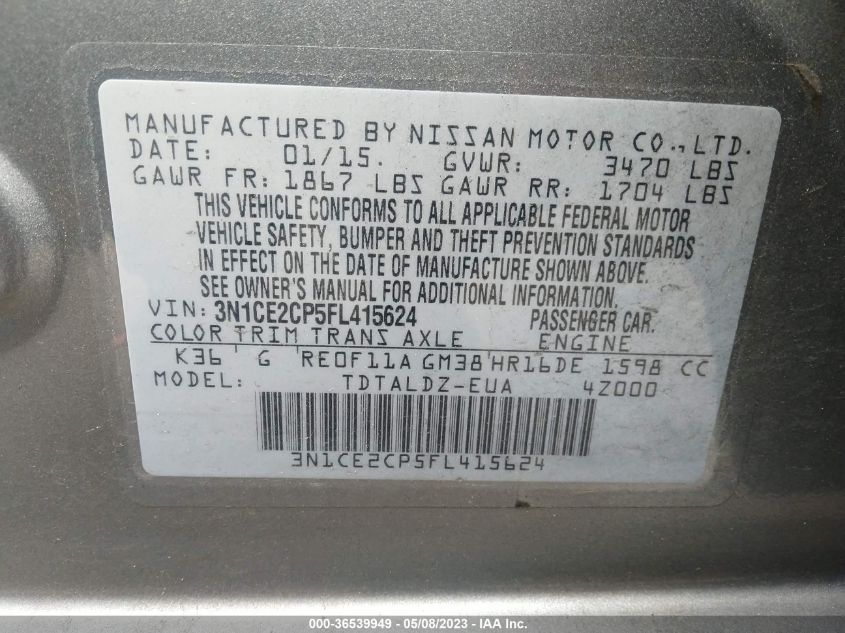 MANUFACTURED BY NISSAN MOTOR CO., LTD.
DATE: 01/15. GVWR: 3470 LBS
GAWR FR: 1867 LBS GAWR RR: 1704 LBS
THIS VEHICLE CONFORMS TO ALL APPLICABLE FEDERAL MOTOR
VEHICLE SAFETY, BUMPER AND THEFT PREVENTION STANDARDS
IN EFFECT ON THE DATE OF MANUFACTURE SHOWN ABOVE.
SEE OWNER'S MANUAL FOR ADDITIONAL INFORMATION.
VIN: 3N1CE2CP5FL415624 PASSENGER CAR.
COLOR TRIM TRANS AXLE ENGINE
K36 G RE0F11A GM38 HR16DE 1598 CC
MODEL: TDTALDZ-EUA 4Z000
3N1CE2CP5FL415624
000-36539949 - 05/08/2023 - IAA Inc.